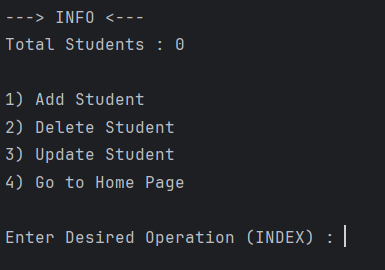 ---> INFO <---
Total Students : 0
1) Add Student
2) Delete Student
3) Update Student
4) Go to Home Page
Enter Desired Operation (INDEX) :